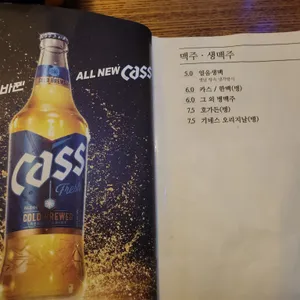 ALL NEW Cass
Cass
Fresh
COLD BREWED
맥주 · 생맥주
5.0 얼음생맥
6.0 카스 / 한맥(병)
6.0 그 외 병맥주
7.5 호가든(병)
7.5 기네스 오리지널(병)